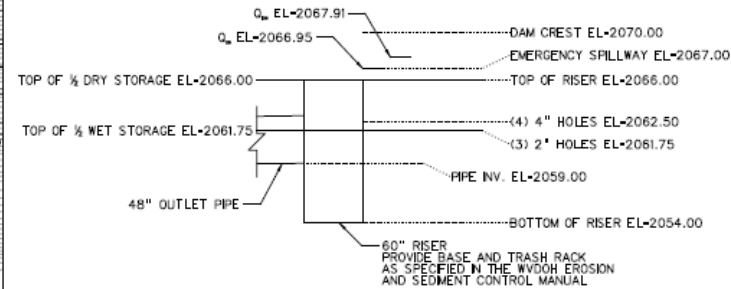 Q EL-2067.91
Q EL-2066.95
DAM CREST EL-2070.00
EMERGENCY SPILLWAY EL-2067.00
TOP OF ½ DRY STORAGE EL-2066.00
TOP OF RISER EL-2066.00
(4) 4" HOLES EL-2062.50
TOP OF ½ WET STORAGE EL-2061.75
(3) 2" HOLES EL-2061.75
PIPE INV. EL-2059.00
48" OUTLET PIPE
BOTTOM OF RISER EL-2054.00
60" RISER
PROVIDE BASE AND TRASH RACK
AS SPECIFIED IN THE WVDOH EROSION
AND SEDIMENT CONTROL MANUAL